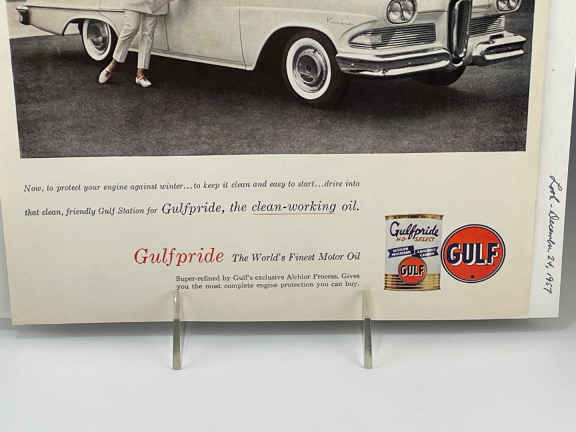 Now, to protect your engine against winter...to keep it clean and easy to start...drive into
that clean, friendly Gulf Station for Gulfpride, the clean-working oil.
Gulfpride The World's Finest Motor Oil
Super-refined by Gulf's exclusive Alchlor Process. Gives
you the most complete engine protection you can buy.
Gulfpride
H.D. SELECT
GULF
GULF
Look - December 24, 1957